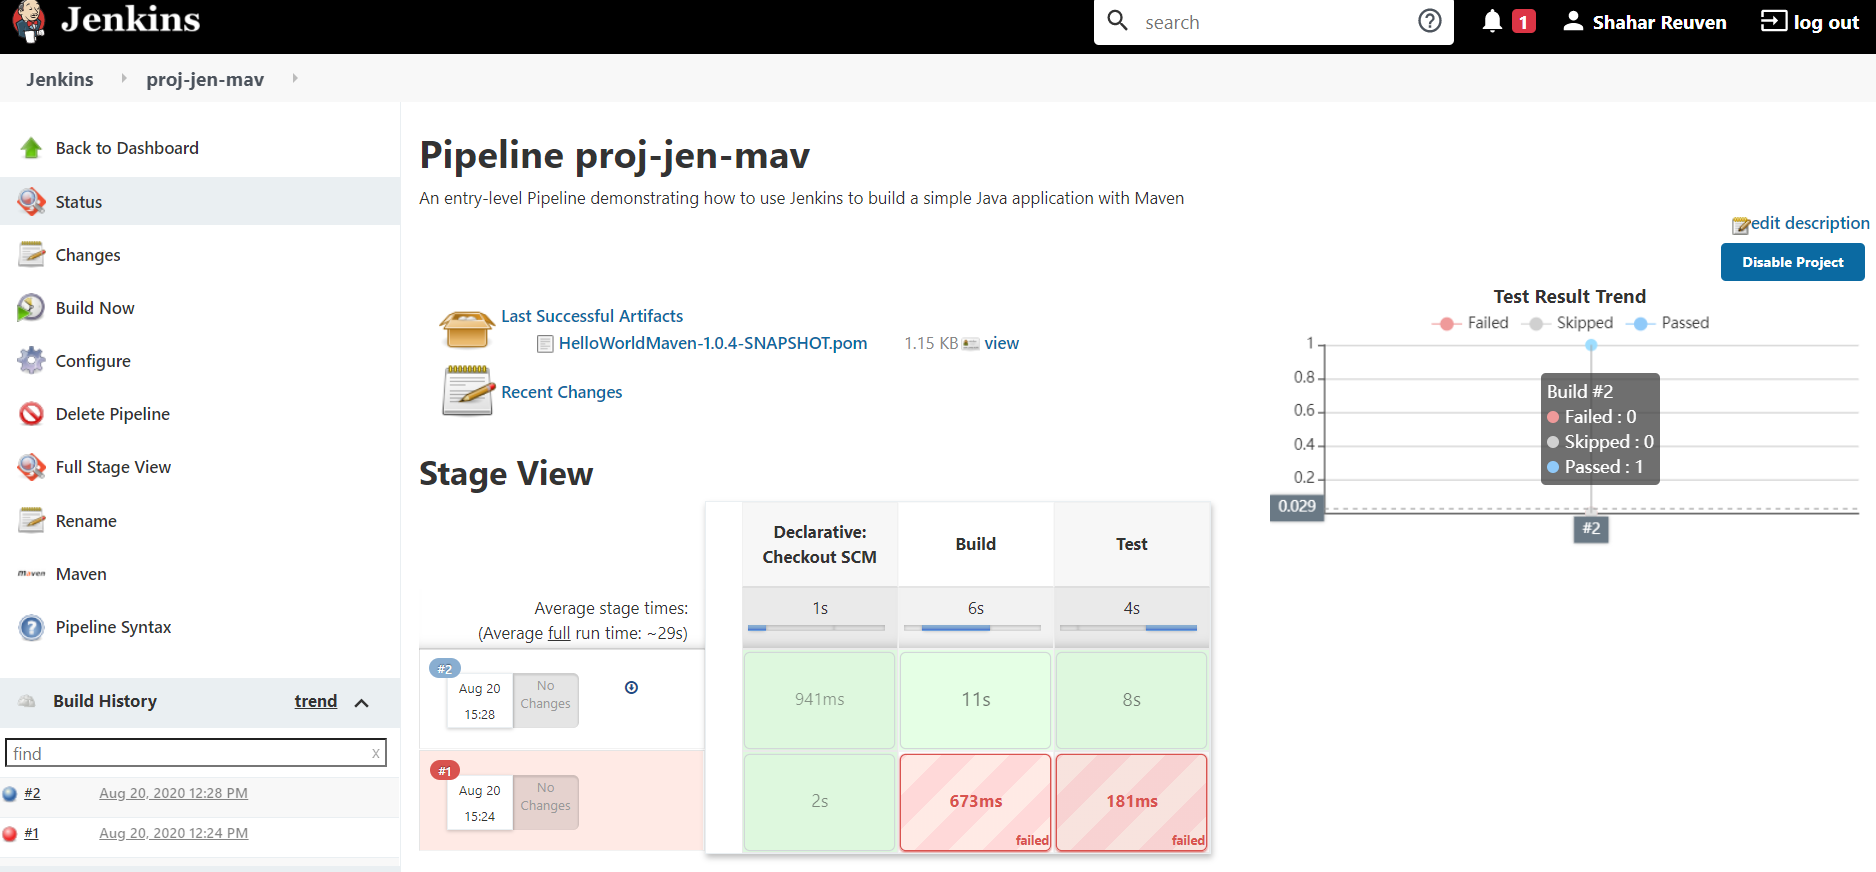 Jenkins
search
1
Shahar Reuven
log out
Jenkins
proj-jen-mav
Back to Dashboard
Status
Changes
Build Now
Configure
Delete Pipeline
Full Stage View
Rename
maven Maven
Pipeline Syntax
Build History
trend
find
x
#2 Aug 20, 2020 12:28 PM
#1 Aug 20, 2020 12:24 PM
Pipeline proj-jen-mav
An entry-level Pipeline demonstrating how to use Jenkins to build a simple Java application with Maven
edit description
Disable Project
Last Successful Artifacts
HelloWorldMaven-1.0.4-SNAPSHOT.pom 1.15 KB view
Recent Changes
Test Result Trend
Failed Skipped Passed
1
0.8
0.6
0.4
0.2
0.029
Build #2
Failed : 0
Skipped : 0
Passed : 1
#2
Stage View
Declarative:
Checkout SCM
Build
Test
Average stage times:
(Average full run time: ~29s)
1s
6s
4s
#2
Aug 20
15:28
No
Changes
941ms
11s
8s
#1
Aug 20
15:24
No
Changes
2s
673ms
failed
181ms
failed